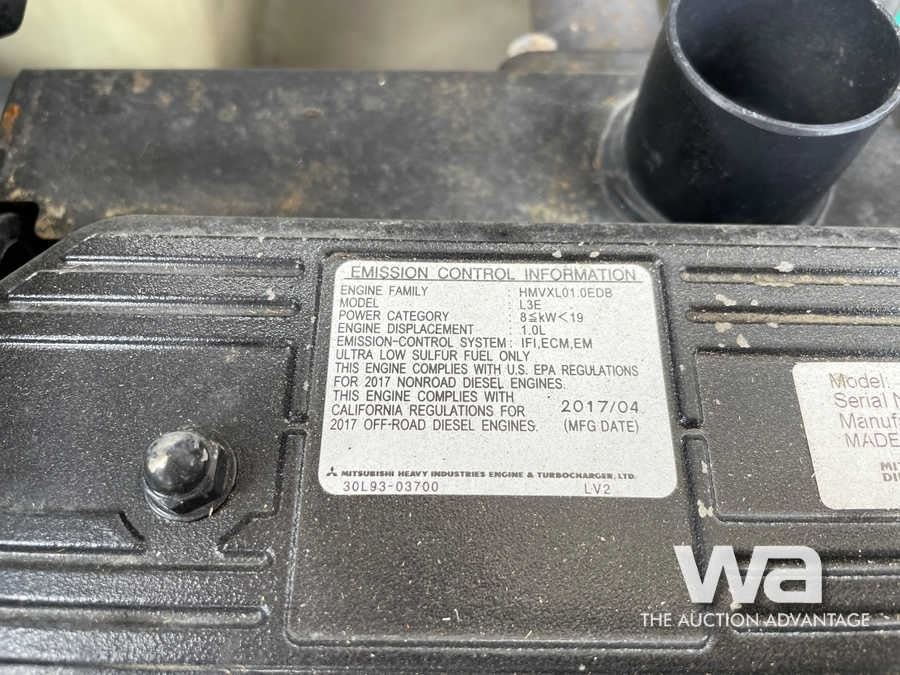 EMISSION CONTROL INFORMATION
ENGINE FAMILY : HMVXL01.0EDB
MODEL : L3E
POWER CATEGORY : 8≦kW<19
ENGINE DISPLACEMENT : 1.0L
EMISSION-CONTROL SYSTEM : IFI,ECM,EM
ULTRA LOW SULFUR FUEL ONLY
THIS ENGINE COMPLIES WITH U.S. EPA REGULATIONS
FOR 2017 NONROAD DIESEL ENGINES.
THIS ENGINE COMPLIES WITH
CALIFORNIA REGULATIONS FOR 2017/04
2017 OFF-ROAD DIESEL ENGINES. (MFG DATE)
MITSUBISHI HEAVY INDUSTRIES ENGINE & TURBOCHARGER, LTD.
30L93-03700 LV2
Model:
Serial N
Manufa
MADE
MIT
DIE
wa
THE AUCTION ADVANTAGE